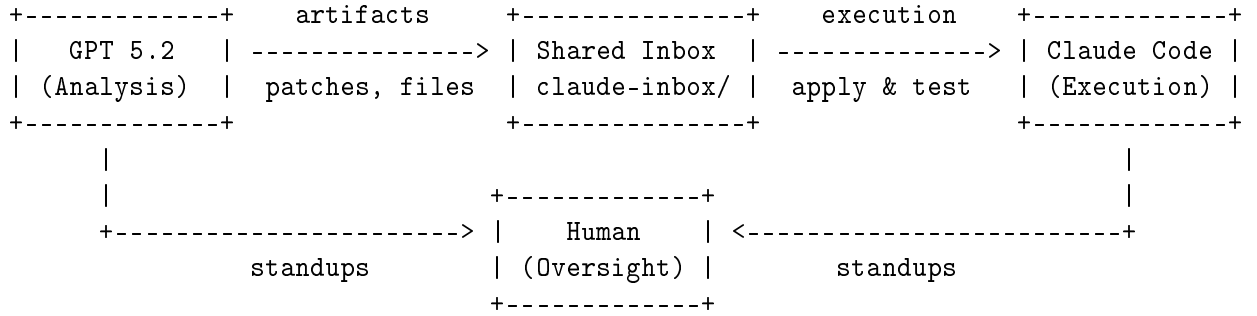 +-------------+ artifacts +---------------+ execution +-------------+
| GPT 5.2 | ---------------> | Shared Inbox | --------------> | Claude Code |
| (Analysis) | patches, files | claude-inbox/ | apply & test | (Execution) |
+-------------+ +---------------+ +-------------+
| |
| +-------------+ |
+-----------------------> | Human | <-------------------------+
standups | (Oversight) | standups
+-------------+